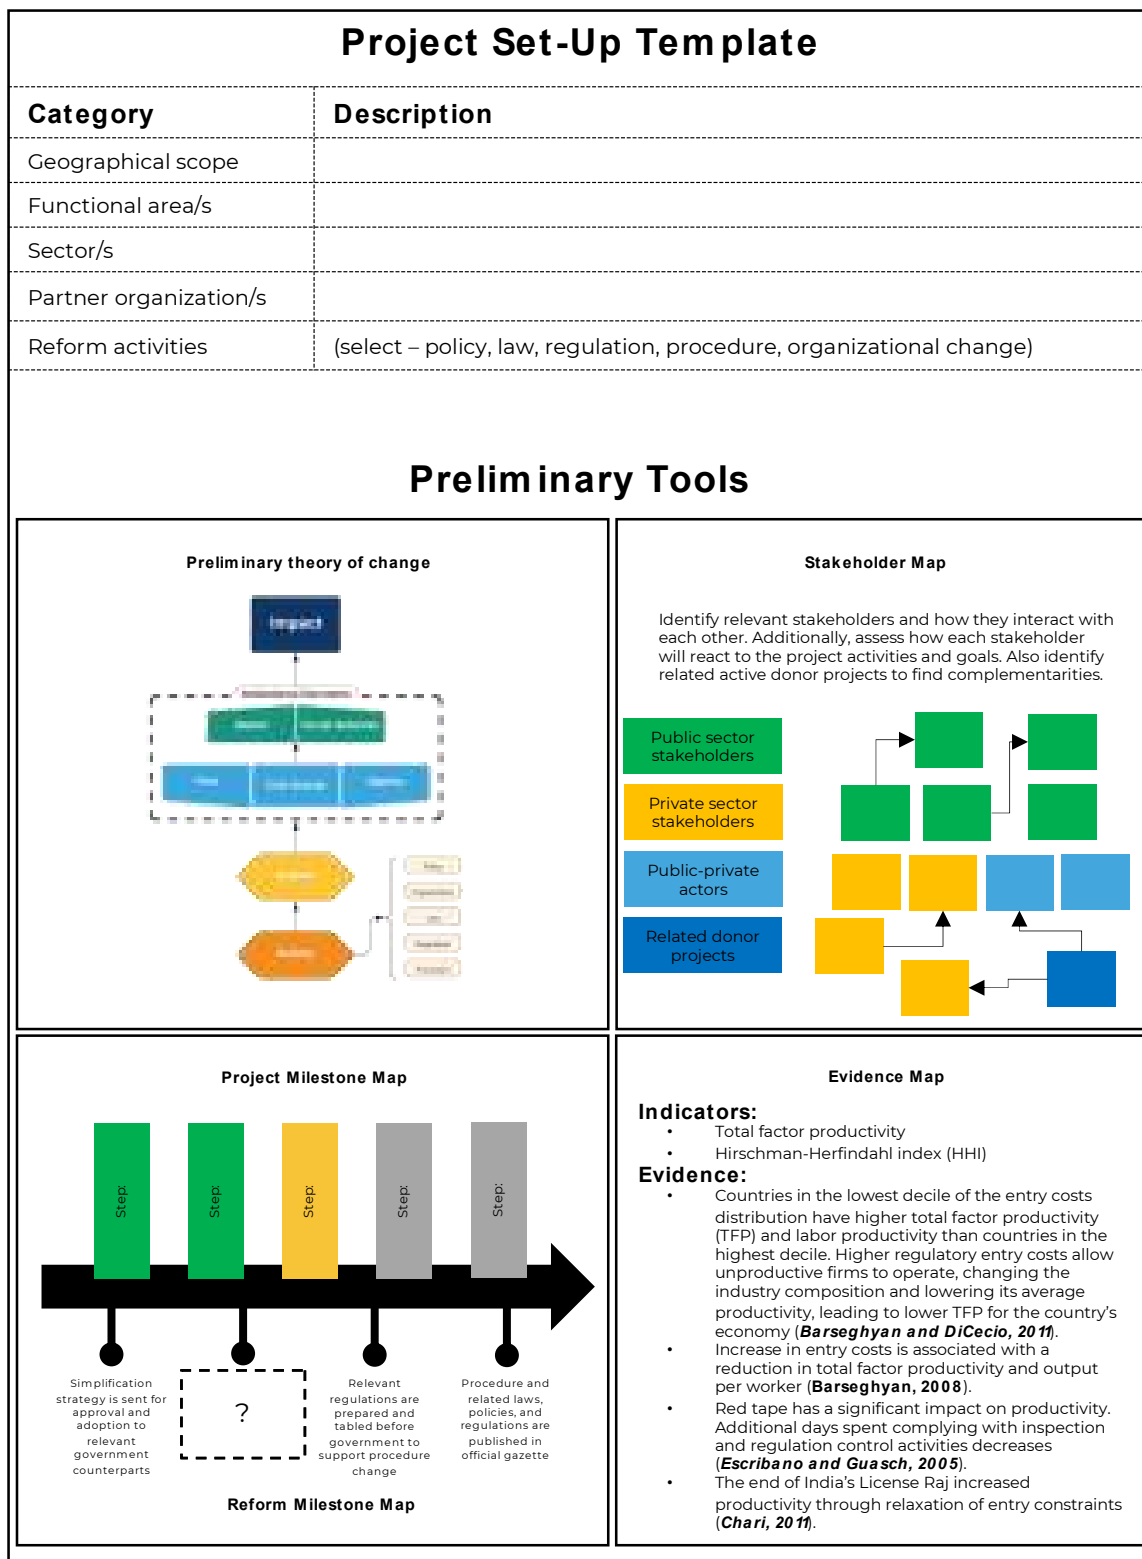 Project Set-Up Template
Category
Description
Geographical scope
Functional area/s
Sector/s
Partner organization/s
Reform activities
(select – policy, law, regulation, procedure, organizational change)
Preliminary Tools
Preliminary theory of change
Impact
Stakeholder Map
Identify relevant stakeholders and how they interact with
each other. Additionally, assess how each stakeholder
will react to the project activities and goals. Also identify
related active donor projects to find complementarities.
Public sector
stakeholders
Private sector
stakeholders
Public-private
actors
Related donor
projects
Project Milestone Map
Step:
Step:
Step:
Step:
Step:
Simplification
strategy is sent for
approval and
adoption to
relevant
government
counterparts
?
Relevant
regulations are
prepared and
tabled before
government to
support procedure
change
Procedure and
related laws,
policies, and
regulations are
published in
official gazette
Reform Milestone Map
Evidence Map
Indicators:
• Total factor productivity
• Hirschman-Herfindahl index (HHI)
Evidence:
• Countries in the lowest decile of the entry costs
distribution have higher total factor productivity
(TFP) and labor productivity than countries in the
highest decile. Higher regulatory entry costs allow
unproductive firms to operate, changing the
industry composition and lowering its average
productivity, leading to lower TFP for the country's
economy (Barseghyan and DiCecio, 2011).
• Increase in entry costs is associated with a
reduction in total factor productivity and output
per worker (Barseghyan, 2008).
• Red tape has a significant impact on productivity.
Additional days spent complying with inspection
and regulation control activities decreases
(Escribano and Guasch, 2005).
• The end of India's License Raj increased
productivity through relaxation of entry constraints
(Chari, 2011).